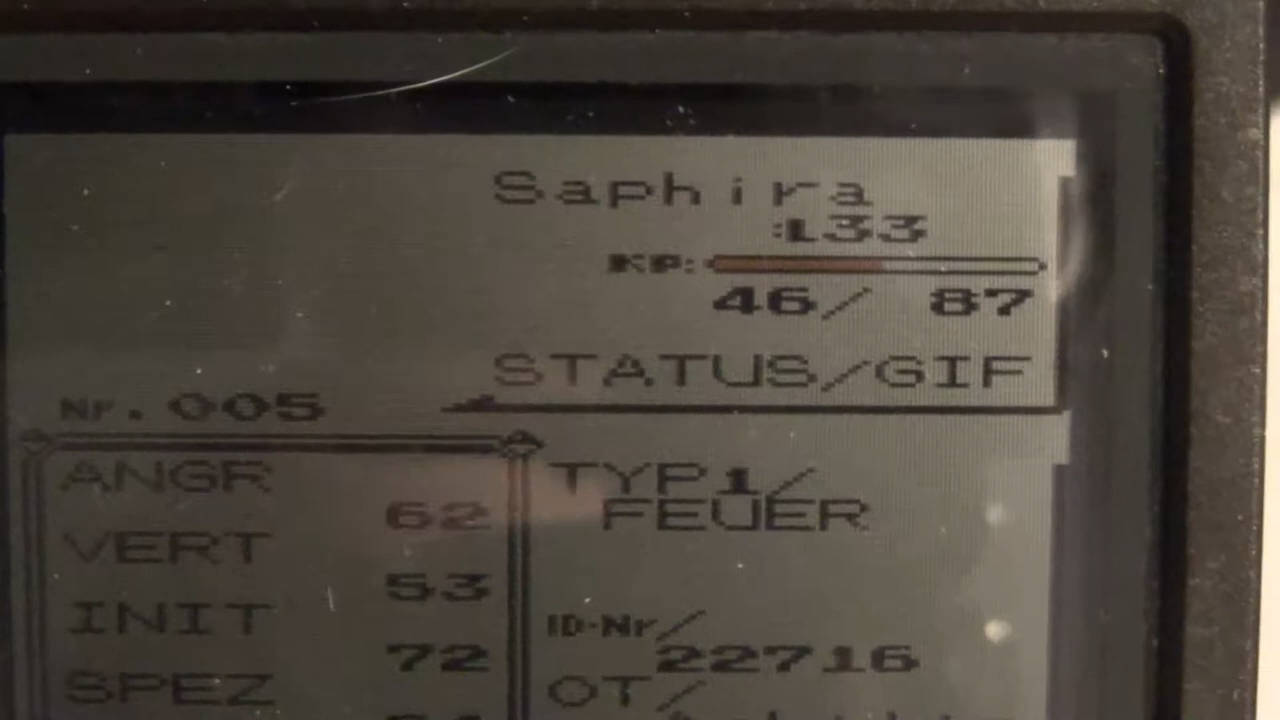 Saphira
:L33
KP:
46/ 87
STATUS/GIF
Nr.005
ANGR
62
VERT
53
INIT
72
SPEZ
TYP1/
FEUER
ID-Nr/
22716
OT/